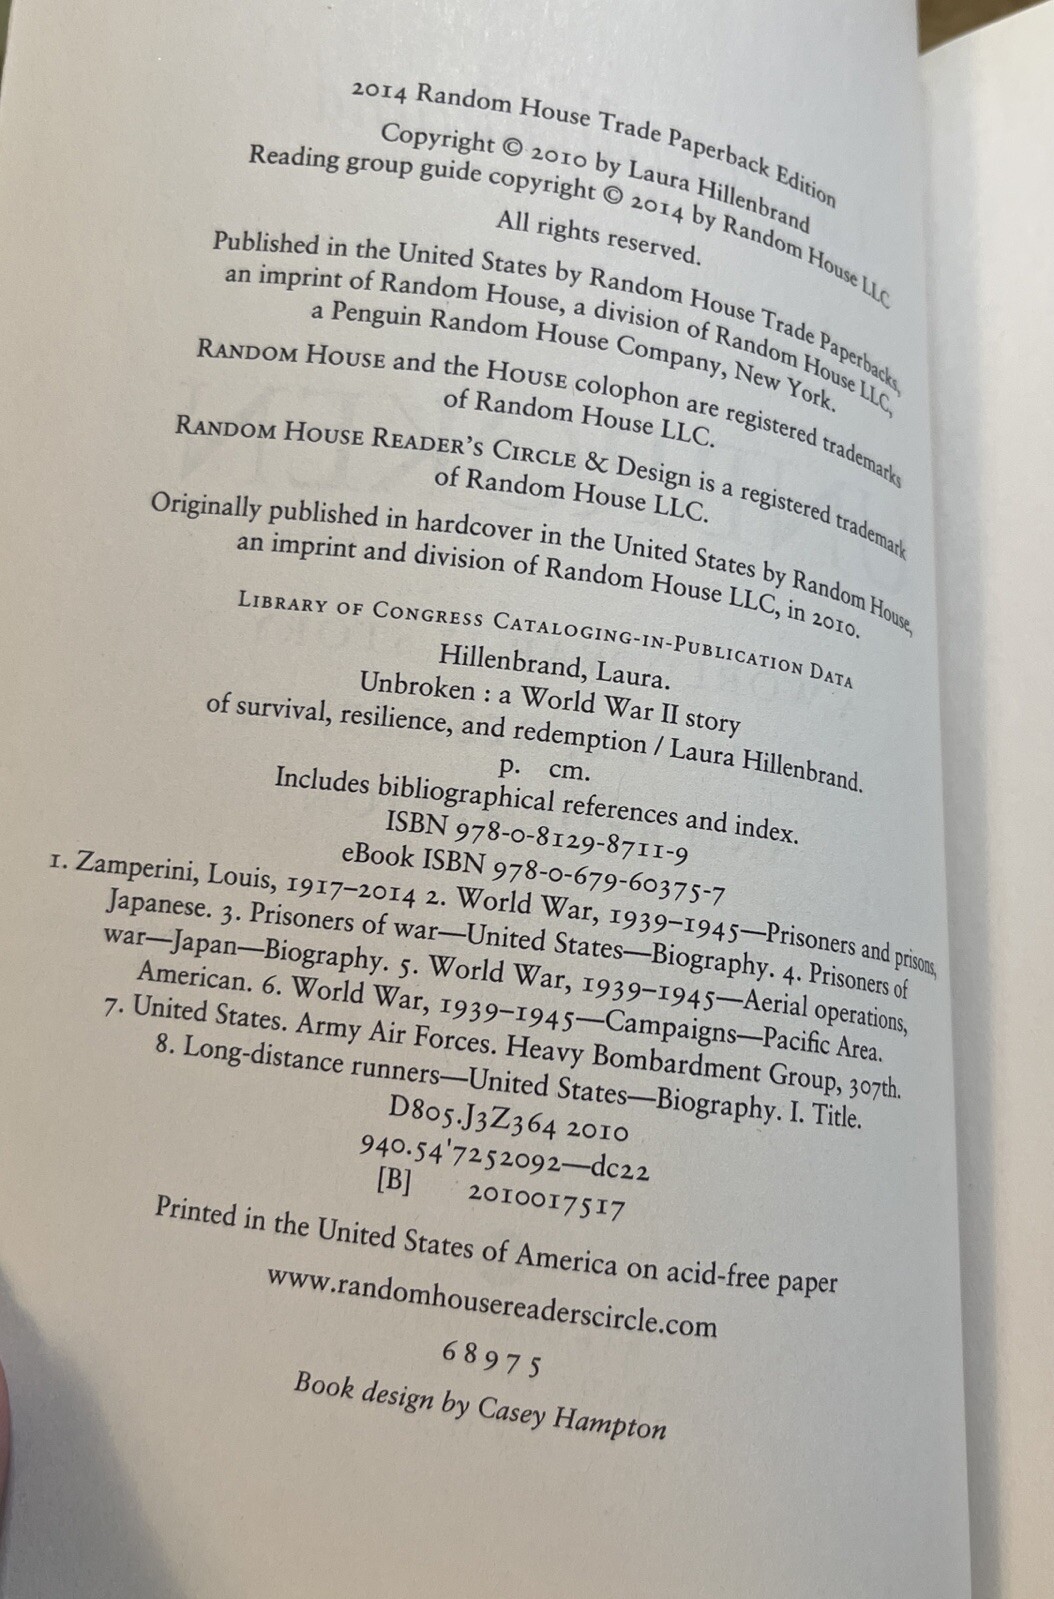 2014 Random House Trade Paperback Edition
Copyright © 2010 by Laura Hillenbrand
Reading group guide copyright © 2014 by Random House LLC
All rights reserved.
Published in the United States by Random House Trade Paperbacks,
an imprint of Random House, a division of Random House LLC,
a Penguin Random House Company, New York.
RANDOM HOUSE and the HOUSE colophon are registered trademarks
of Random House LLC.
RANDOM HOUSE READER'S CIRCLE & Design is a registered trademark
of Random House LLC.
Originally published in hardcover in the United States by Random House,
an imprint and division of Random House LLC, in 2010.
LIBRARY OF CONGRESS CATALOGING-IN-PUBLICATION DATA
Hillenbrand, Laura.
Unbroken : a World War II story
of survival, resilience, and redemption / Laura Hillenbrand.
p. cm.
Includes bibliographical references and index.
ISBN 978-0-8129-8711-9
eBook ISBN 978-0-679-60375-7
1. Zamperini, Louis, 1917–2014 2. World War, 1939–1945—Prisoners and prisons,
Japanese. 3. Prisoners of war—United States—Biography. 4. Prisoners of
war—Japan—Biography. 5. World War, 1939–1945—Aerial operations,
American. 6. World War, 1939–1945—Campaigns—Pacific Area.
7. United States. Army Air Forces. Heavy Bombardment Group, 307th.
8. Long-distance runners—United States—Biography. I. Title.
D805.J3Z364 2010
940.54'7252092—dc22
[B] 2010017517
Printed in the United States of America on acid-free paper
www.randomhousereaderscircle.com
6 8 9 7 5
Book design by Casey Hampton